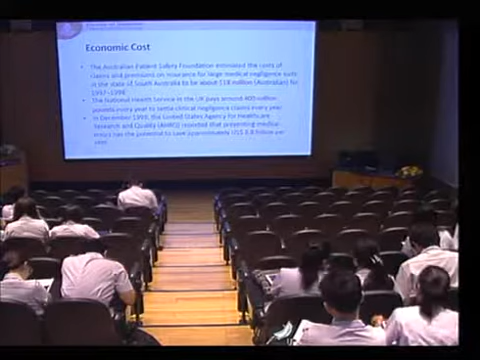 Economic Cost
• The Australian Patient Safety Foundation estimated the costs of
claims and premiums on insurance for large medical negligence suits
in the state of South Australia to be about $18 million (Australian) for
1997–1998.
• The National Health Service in the UK pays around 400 million
pounds every year to settle clinical negligence claims every year.
• In December 1999, the United States Agency for Healthcare
Research and Quality (AHRQ) reported that preventing medical
errors has the potential to save approximately US$ 8.8 billion per
year.